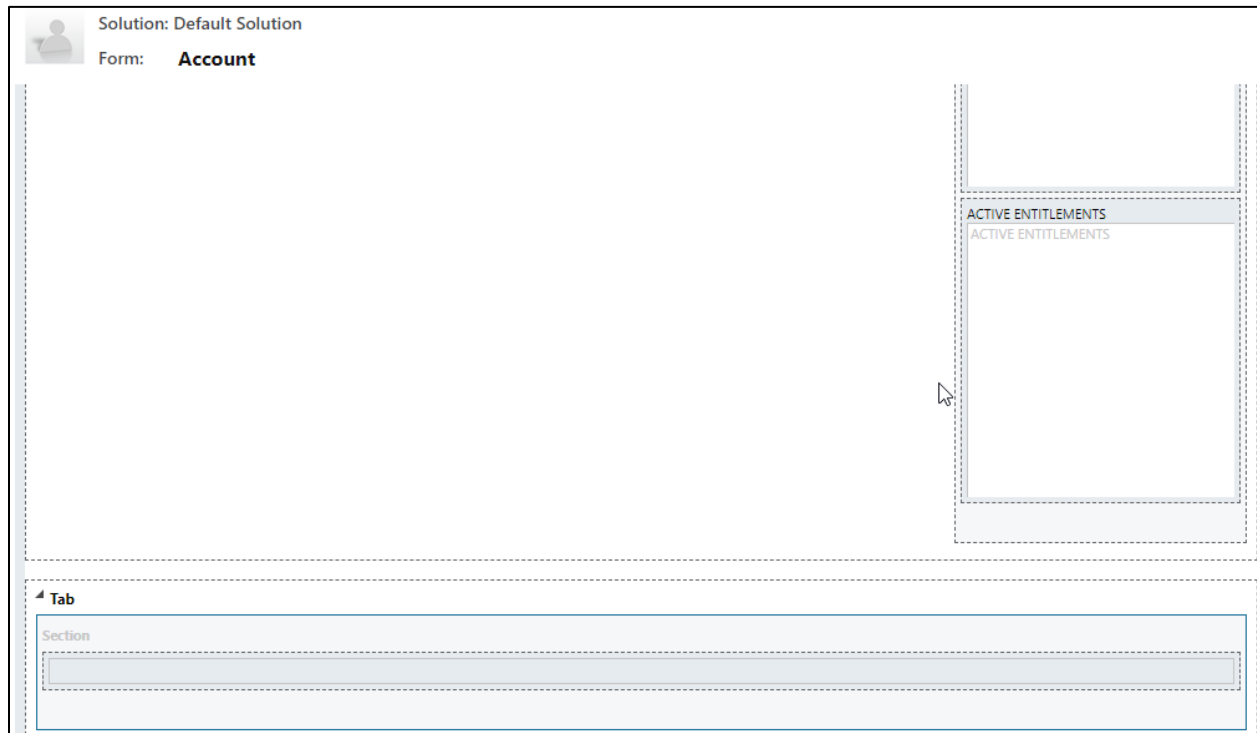 Solution: Default Solution
Form: Account
ACTIVE ENTITLEMENTS
ACTIVE ENTITLEMENTS
Tab
Section